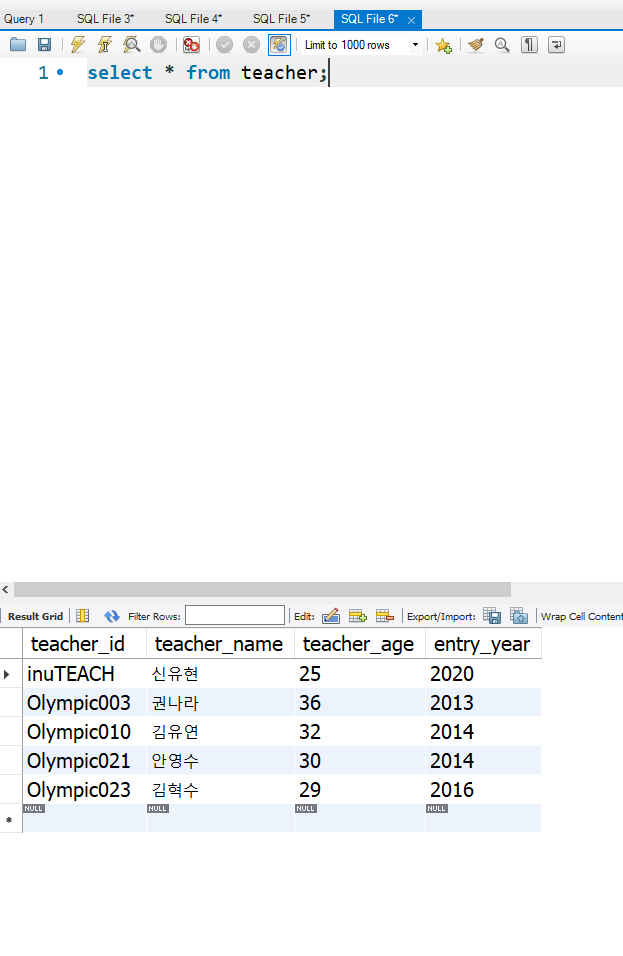 Query 1 SQL File 3* SQL File 4* SQL File 5* SQL File 6*
Limit to 1000 rows
1 select * from teacher;
Result Grid Filter Rows: Edit: Export/Import: Wrap Cell Content
teacher_id teacher_name teacher_age entry_year
inuTEACH 신유현 25 2020
Olympic003 권나라 36 2013
Olympic010 김유연 32 2014
Olympic021 안영수 30 2014
Olympic023 김혁수 29 2016
NULL NULL NULL NULL